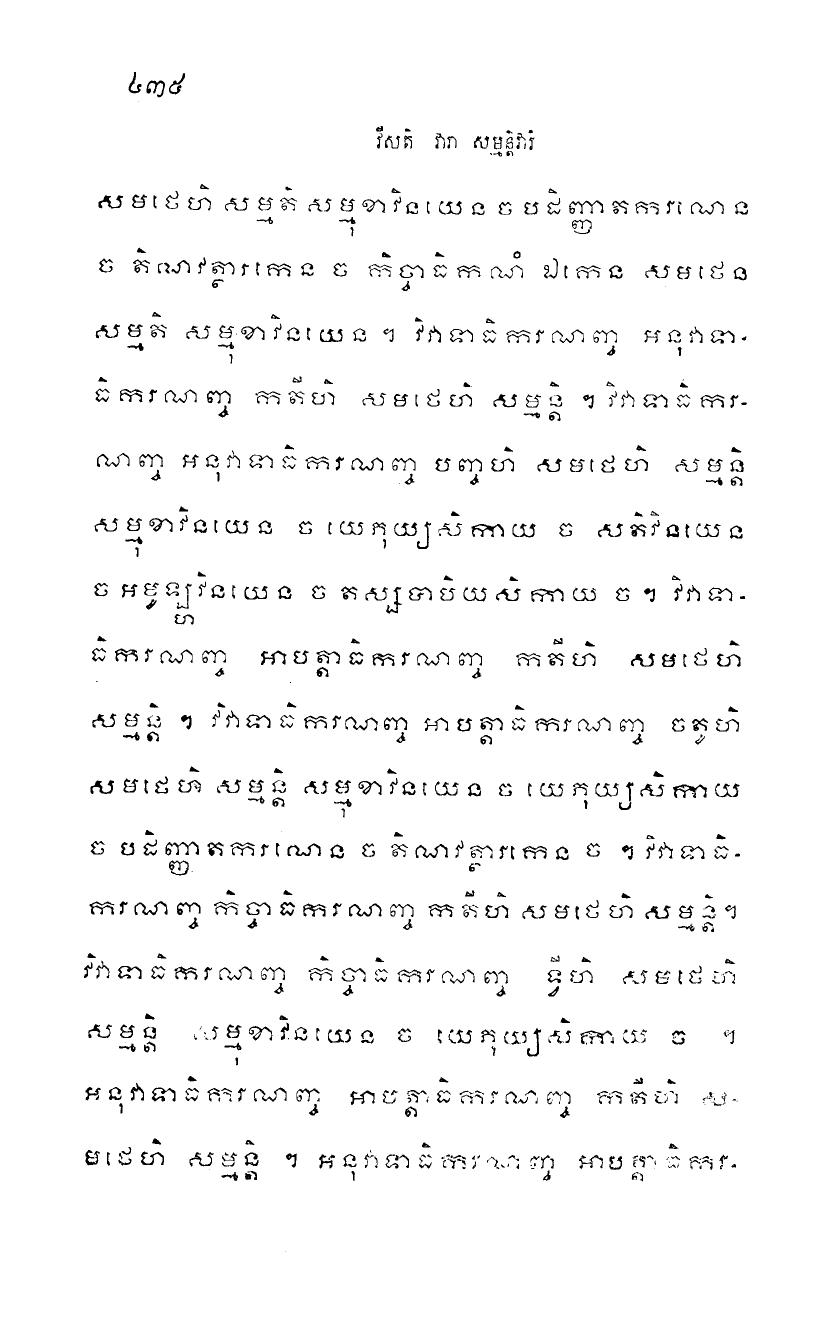 ៤៣៥
វីសតិ វារា សម្មន្តិវារំ
សមថេហិ សម្មតិ សម្មុខាវិនយេន ច បដិញ្ញាតករណេន
ច តិណវត្ថារកេន ច កិច្ចាធិកណំ ឯកេន សមថេន
សម្មតិ សម្មុខាវិនយេន ។ វិវាទាធិករណញ្ច អនុវាទា-
ធិករណញ្ច កតីហិ សមថេហិ សម្មន្តិ ។ វិវាទាធិករ-
ណញ្ច អនុវាទាធិករណញ្ច បញ្ចហិ សមថេហិ សម្មន្តិ
សម្មុខាវិនយេន ច យេភុយ្យសិកាយ ច សតិវិនយេន
ច អមូឡ្ហវិនយេន ច តស្សបាបិយសិកាយ ច ។ វិវាទា-
ធិករណញ្ច អាបត្តាធិករណញ្ច កតីហិ សមថេហិ
សម្មន្តិ ។ វិវាទាធិករណញ្ច អាបត្តាធិករណញ្ច ចតូហិ
សមថេហិ សម្មន្តិ សម្មុខាវិនយេន ច យេភុយ្យសិកាយ
ច បដិញ្ញាតករណេន ច តិណវត្ថារកេន ច ។ វិវាទាធិ-
ករណញ្ច កិច្ចាធិករណញ្ច កតីហិ សមថេហិ សម្មន្តិ ។
វិវាទាធិករណញ្ច កិច្ចាធិករណញ្ច ទ្វីហិ សមថេហិ
សម្មន្តិ សម្មុខាវិនយេន ច យេភុយ្យសិកាយ ច ។
អនុវាទាធិករណញ្ច អាបត្តាធិករណញ្ច កតីហិ ស-
មថេហិ សម្មន្តិ ។ អនុវាទាធិករណញ្ច អាបត្តាធិករ-